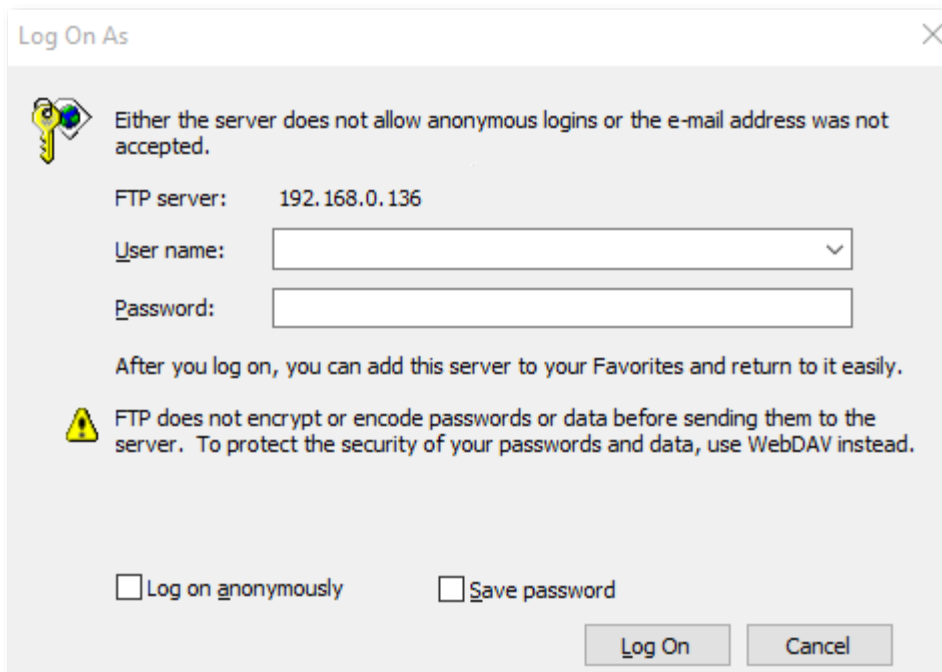 Log On As
Either the server does not allow anonymous logins or the e-mail address was not
accepted.
FTP server: 192.168.0.136
User name:
Password:
After you log on, you can add this server to your Favorites and return to it easily.
FTP does not encrypt or encode passwords or data before sending them to the
server.  To protect the security of your passwords and data, use WebDAV instead.
Log on anonymously Save password
Log On Cancel